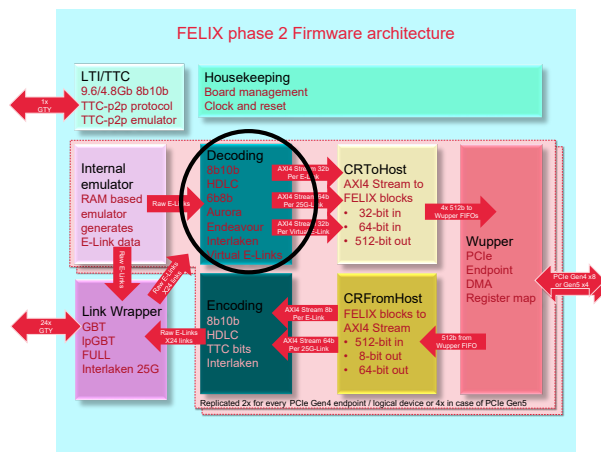 FELIX phase 2 Firmware architecture
LTI/TTC
9.6/4.8Gb 8b10b
TTC-p2p protocol
TTC-p2p emulator
Housekeeping
Board management
Clock and reset
1x
GTY
Internal
emulator
RAM based
emulator
generates
E-Link data
Raw E-Links
Decoding
8b10b
HDLC
6b8b
Aurora
Endeavour
Interlaken
Virtual E-Links
AXI4 Stream 32b
Per E-Link
AXI4 Stream 64b
Per 25G-Link
AXI4 Stream 32b
Per Virtual E-Link
CRToHost
AXI4 Stream to
FELIX blocks
• 32-bit in
• 64-bit in
• 512-bit out
4x 512b to
Wupper FIFOs
Wupper
PCIe
Endpoint
DMA
Register map
PCIe Gen4 x8
or Gen5 x4
Raw E-Links
Raw E-Links
X24 links
24x
GTY
Link Wrapper
GBT
lpGBT
FULL
Interlaken 25G
Raw E-Links
X24 links
Encoding
8b10b
HDLC
TTC bits
Interlaken
AXI4 Stream 8b
Per E-Link
AXI4 Stream 64b
Per 25G-Link
CRFromHost
FELIX blocks to
AXI4 Stream
• 512-bit in
• 8-bit out
• 64-bit out
512b from
Wupper FIFO
Replicated 2x for every PCIe Gen4 endpoint / logical device or 4x in case of PCIe Gen5